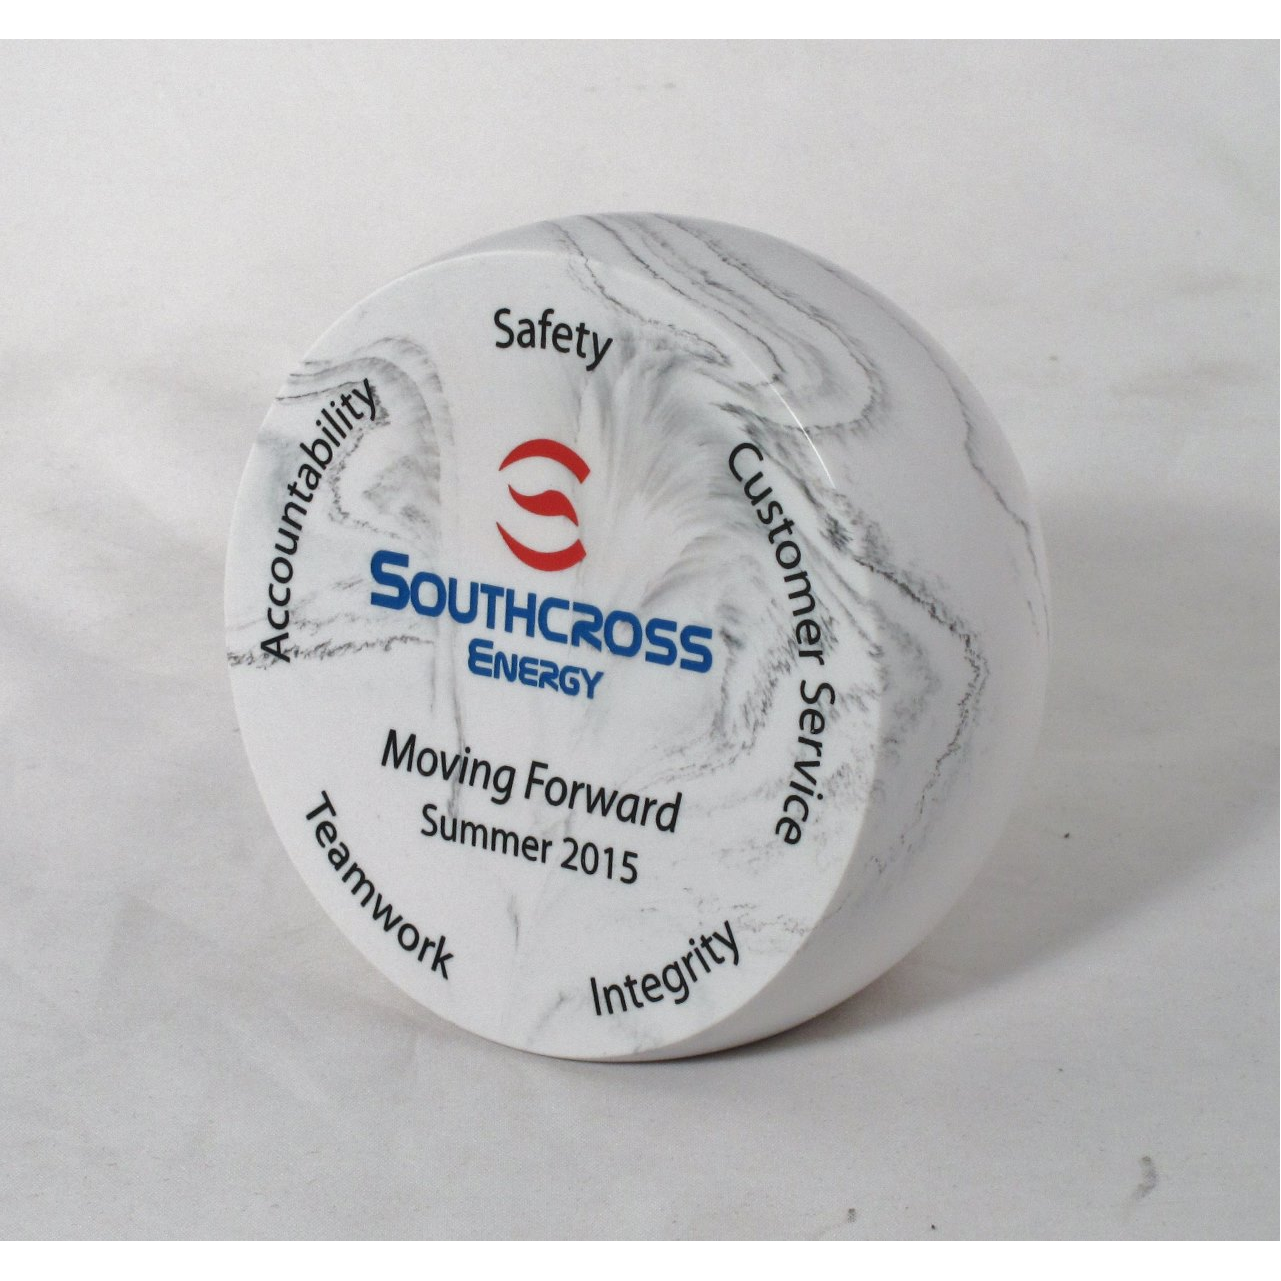 Safety
Accountability
Customer Service
SOUTHCROSS
ENERGY
Moving Forward
Summer 2015
Teamwork
Integrity